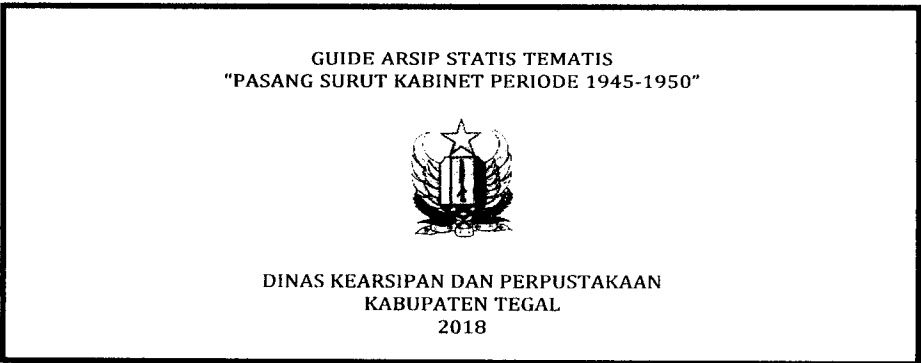 GUIDE ARSIP STATIS TEMATIS
"PASANG SURUT KABINET PERIODE 1945-1950"
DINAS KEARSIPAN DAN PERPUSTAKAAN
KABUPATEN TEGAL
2018